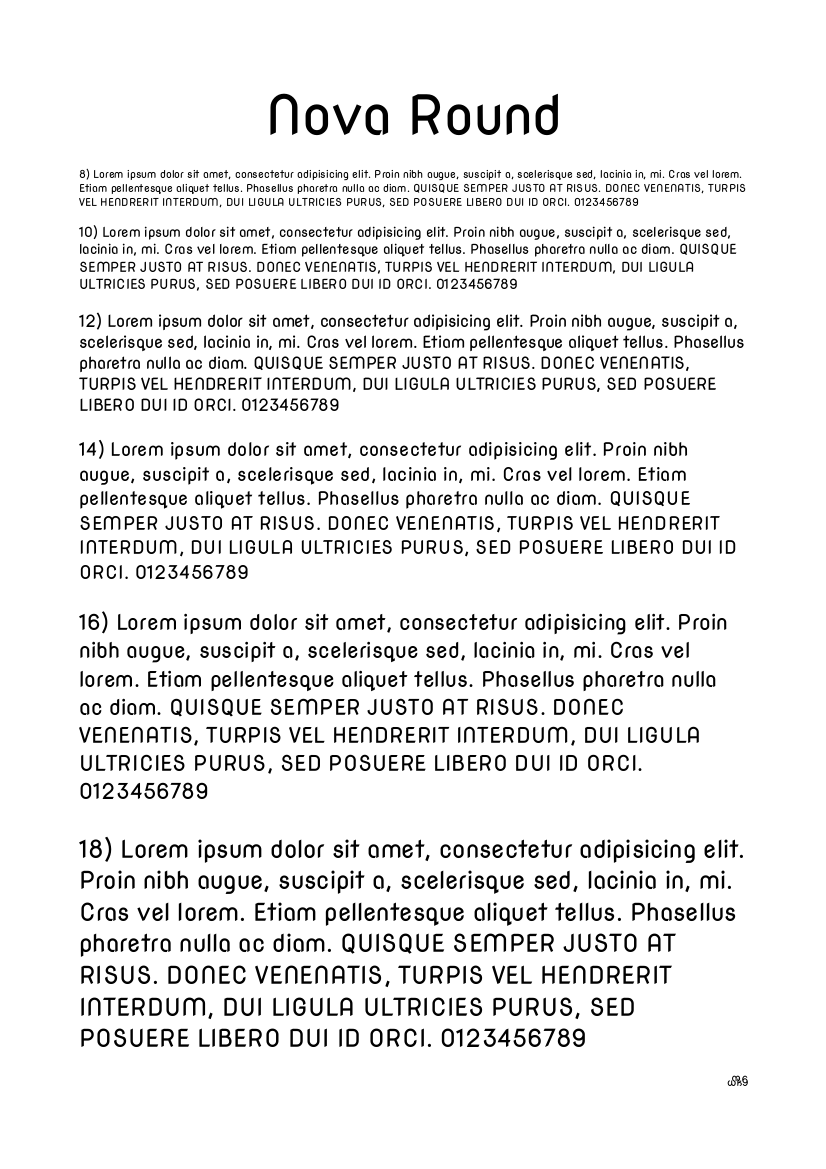 Nova Round
8) Lorem ipsum dolor sit amet, consectetur adipisicing elit. Proin nibh augue, suscipit a, scelerisque sed, lacinia in, mi. Cras vel lorem.
Etiam pellentesque aliquet tellus. Phasellus pharetra nulla ac diam. QUISQUE SEMPER JUSTO AT RISUS. DONEC VENENATIS, TURPIS
VEL HENDRERIT INTERDUM, DUI LIGULA ULTRICIES PURUS, SED POSUERE LIBERO DUI ID ORCI. 0123456789
10) Lorem ipsum dolor sit amet, consectetur adipisicing elit. Proin nibh augue, suscipit a, scelerisque sed,
lacinia in, mi. Cras vel lorem. Etiam pellentesque aliquet tellus. Phasellus pharetra nulla ac diam. QUISQUE
SEMPER JUSTO AT RISUS. DONEC VENENATIS, TURPIS VEL HENDRERIT INTERDUM, DUI LIGULA
ULTRICIES PURUS, SED POSUERE LIBERO DUI ID ORCI. 0123456789
12) Lorem ipsum dolor sit amet, consectetur adipisicing elit. Proin nibh augue, suscipit a,
scelerisque sed, lacinia in, mi. Cras vel lorem. Etiam pellentesque aliquet tellus. Phasellus
pharetra nulla ac diam. QUISQUE SEMPER JUSTO AT RISUS. DONEC VENENATIS,
TURPIS VEL HENDRERIT INTERDUM, DUI LIGULA ULTRICIES PURUS, SED POSUERE
LIBERO DUI ID ORCI. 0123456789
14) Lorem ipsum dolor sit amet, consectetur adipisicing elit. Proin nibh
augue, suscipit a, scelerisque sed, lacinia in, mi. Cras vel lorem. Etiam
pellentesque aliquet tellus. Phasellus pharetra nulla ac diam. QUISQUE
SEMPER JUSTO AT RISUS. DONEC VENENATIS, TURPIS VEL HENDRERIT
INTERDUM, DUI LIGULA ULTRICIES PURUS, SED POSUERE LIBERO DUI ID
ORCI. 0123456789
16) Lorem ipsum dolor sit amet, consectetur adipisicing elit. Proin
nibh augue, suscipit a, scelerisque sed, lacinia in, mi. Cras vel
lorem. Etiam pellentesque aliquet tellus. Phasellus pharetra nulla
ac diam. QUISQUE SEMPER JUSTO AT RISUS. DONEC
VENENATIS, TURPIS VEL HENDRERIT INTERDUM, DUI LIGULA
ULTRICIES PURUS, SED POSUERE LIBERO DUI ID ORCI.
0123456789
18) Lorem ipsum dolor sit amet, consectetur adipisicing elit.
Proin nibh augue, suscipit a, scelerisque sed, lacinia in, mi.
Cras vel lorem. Etiam pellentesque aliquet tellus. Phasellus
pharetra nulla ac diam. QUISQUE SEMPER JUSTO AT
RISUS. DONEC VENENATIS, TURPIS VEL HENDRERIT
INTERDUM, DUI LIGULA ULTRICIES PURUS, SED
POSUERE LIBERO DUI ID ORCI. 0123456789